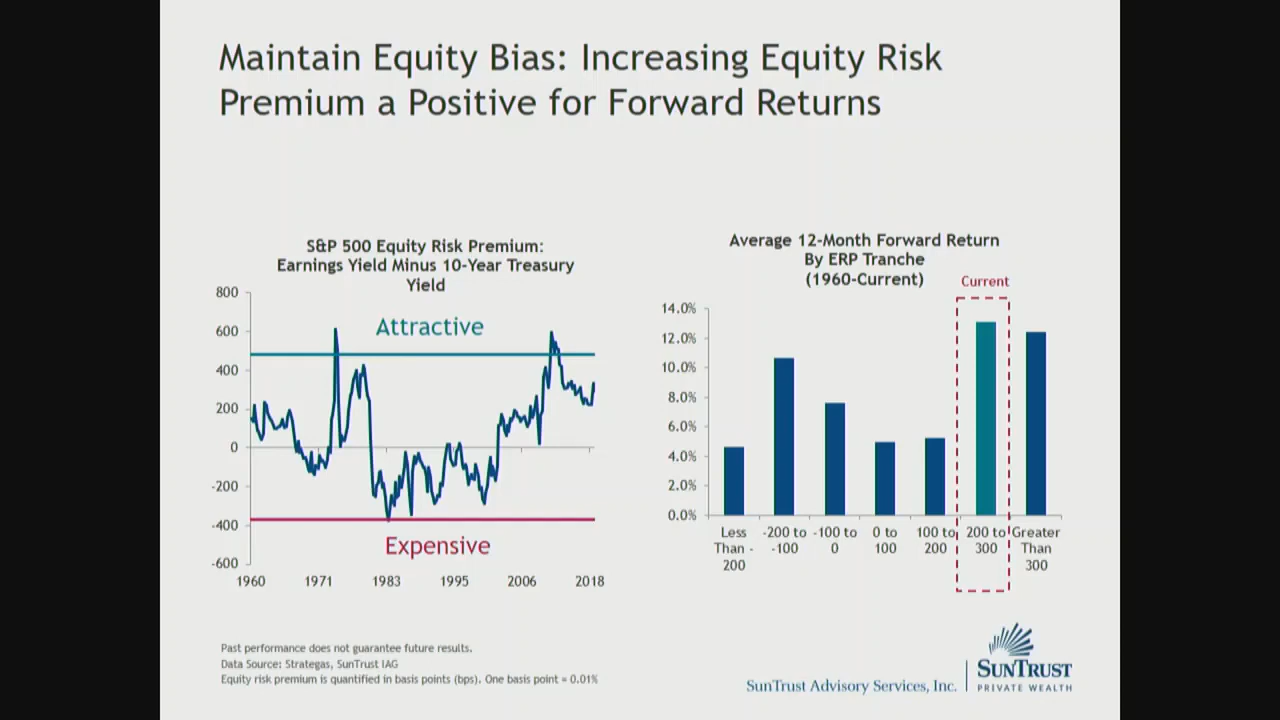 Maintain Equity Bias: Increasing Equity Risk
Premium a Positive for Forward Returns
S&P 500 Equity Risk Premium:
Earnings Yield Minus 10-Year Treasury
Yield
800
600
400
200
0
-200
-400
-600
Attractive
Expensive
1960 1971 1983 1995 2006 2018
Average 12-Month Forward Return
By ERP Tranche
(1960-Current)
Current
14.0%
12.0%
10.0%
8.0%
6.0%
4.0%
2.0%
0.0%
Less -200 to -100 to 0 to 100 to 200 to Greater
Than - -100 0 100 200 300 Than
200 300
Past performance does not guarantee future results.
Data Source: Strategas, SunTrust IAG
Equity risk premium is quantified in basis points (bps). One basis point = 0.01%
SunTrust Advisory Services, Inc.
SUNTRUST
PRIVATE WEALTH